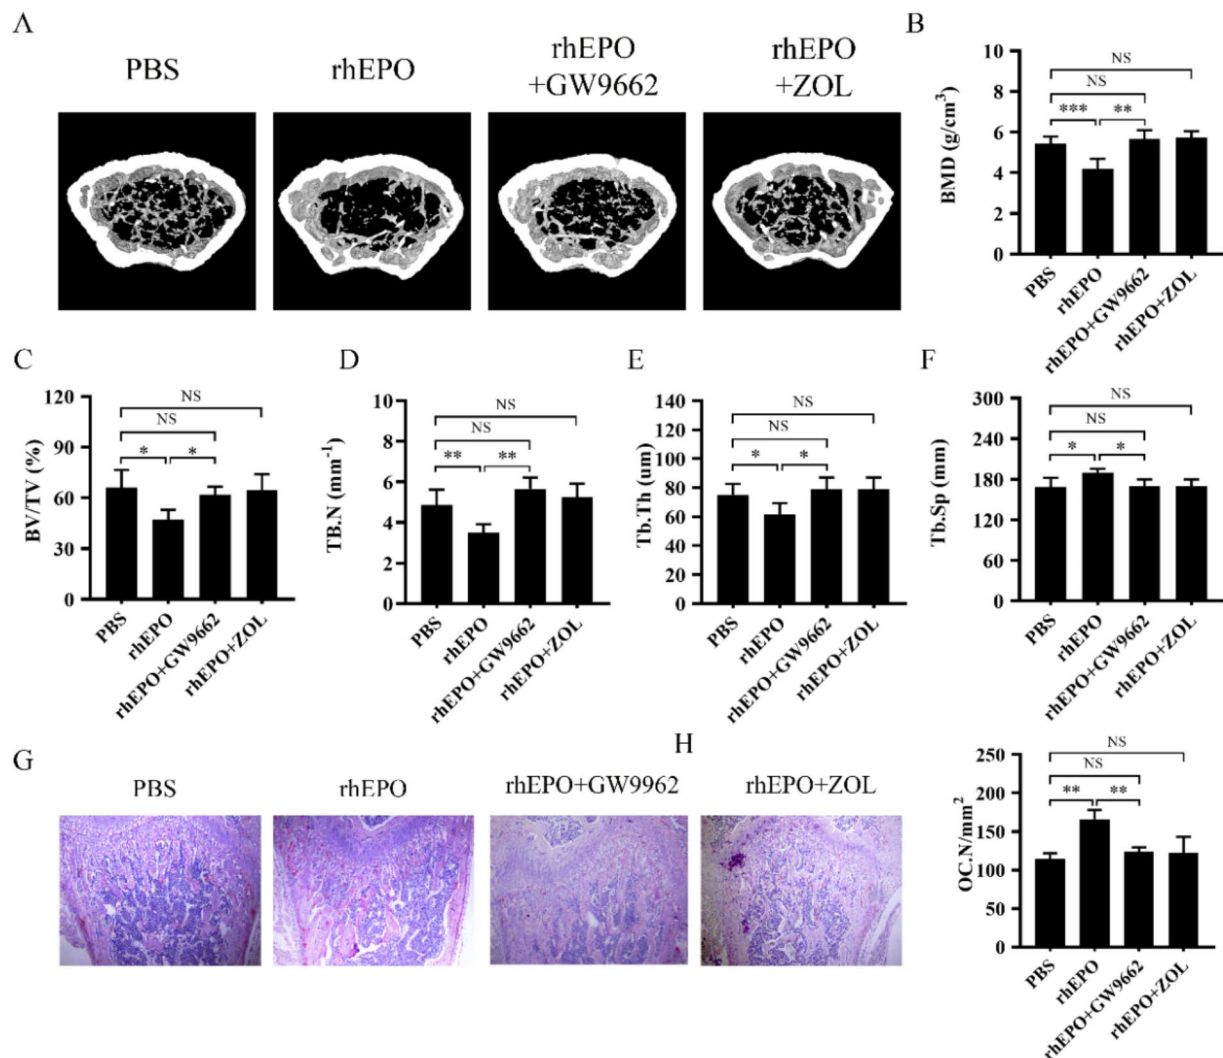 A
PBS
rhEPO
rhEPO
+GW9662
rhEPO
+ZOL
B
BMD (g/cm³)
10
8
6
4
2
0
NS
NS
***
**
PBS
rhEPO
rhEPO+GW9662
rhEPO+ZOL
C
BV/TV (%)
120
90
60
30
0
NS
NS
*
*
PBS
rhEPO
rhEPO+GW9662
rhEPO+ZOL
D
TB.N (mm⁻¹)
10
8
6
4
2
0
NS
NS
**
**
PBS
rhEPO
rhEPO+GW9662
rhEPO+ZOL
E
Tb.Th (um)
140
120
100
80
60
40
20
0
NS
NS
*
*
PBS
rhEPO
rhEPO+GW9662
rhEPO+ZOL
F
Tb.Sp (mm)
300
240
180
120
60
0
NS
NS
*
*
PBS
rhEPO
rhEPO+GW9662
rhEPO+ZOL
G
PBS
rhEPO
rhEPO+GW9962
rhEPO+ZOL
H
OC.N/mm²
250
200
150
100
50
0
NS
NS
**
**
PBS
rhEPO
rhEPO+GW9662
rhEPO+ZOL